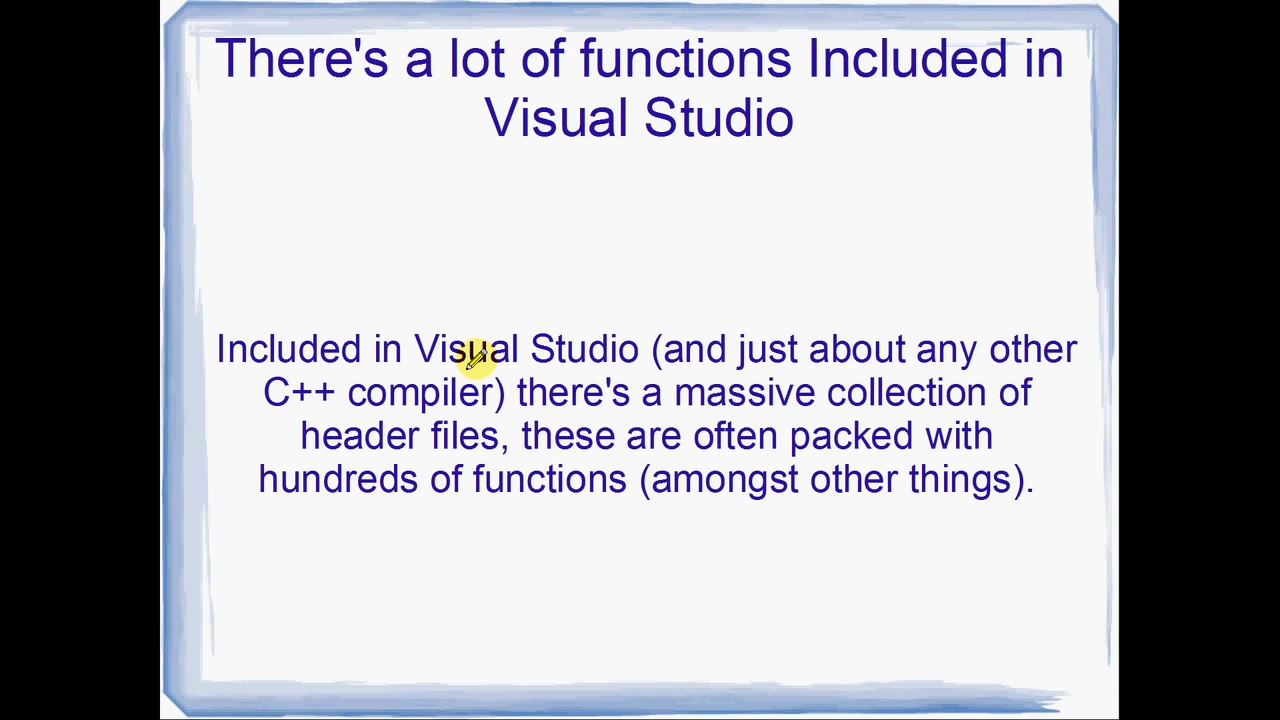 There's a lot of functions Included in
Visual Studio
Included in Visual Studio (and just about any other
C++ compiler) there's a massive collection of
header files, these are often packed with
hundreds of functions (amongst other things).